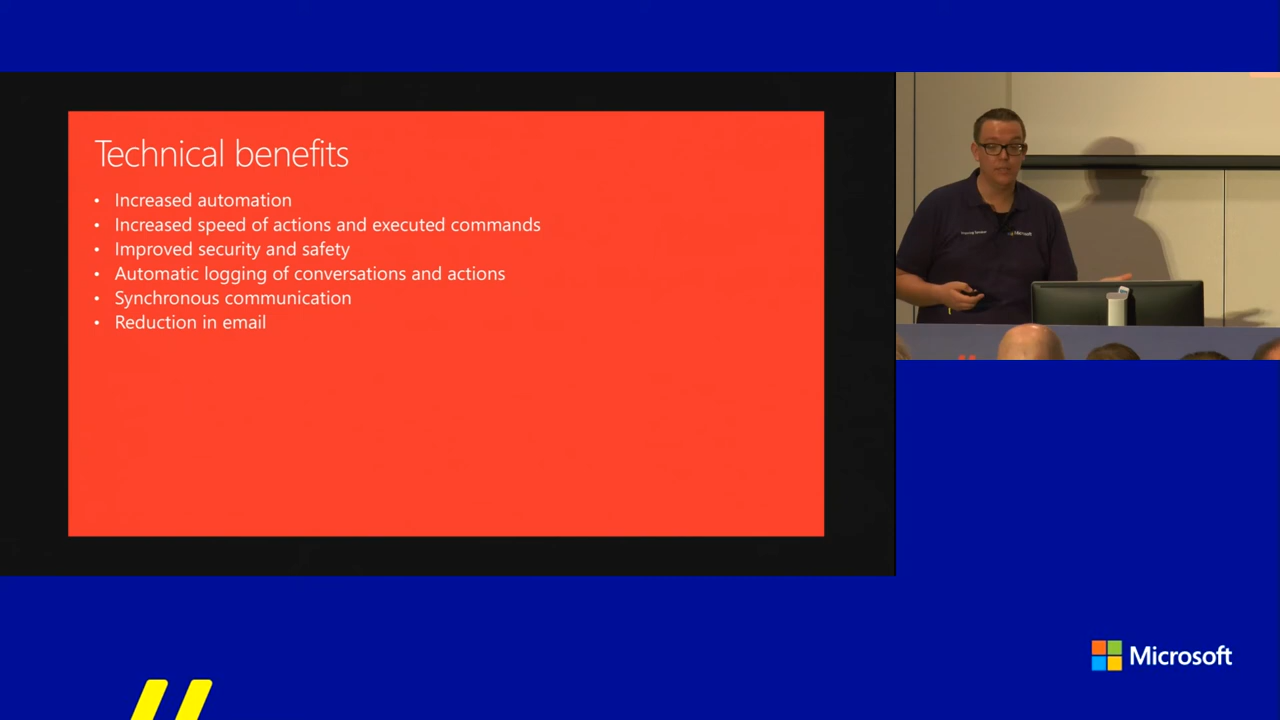 Technical benefits
• Increased automation
• Increased speed of actions and executed commands
• Improved security and safety
• Automatic logging of conversations and actions
• Synchronous communication
• Reduction in email
Microsoft
Microsoft